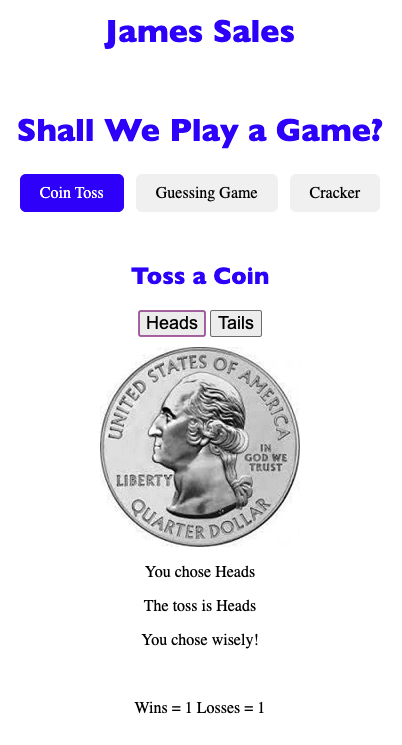 James Sales
Shall We Play a Game?
Coin Toss Guessing Game Cracker
Toss a Coin
Heads Tails
UNITED STATES OF AMERICA
IN
GOD WE
TRUST
LIBERTY
QUARTER DOLLAR
You chose Heads
The toss is Heads
You chose wisely!
Wins = 1 Losses = 1